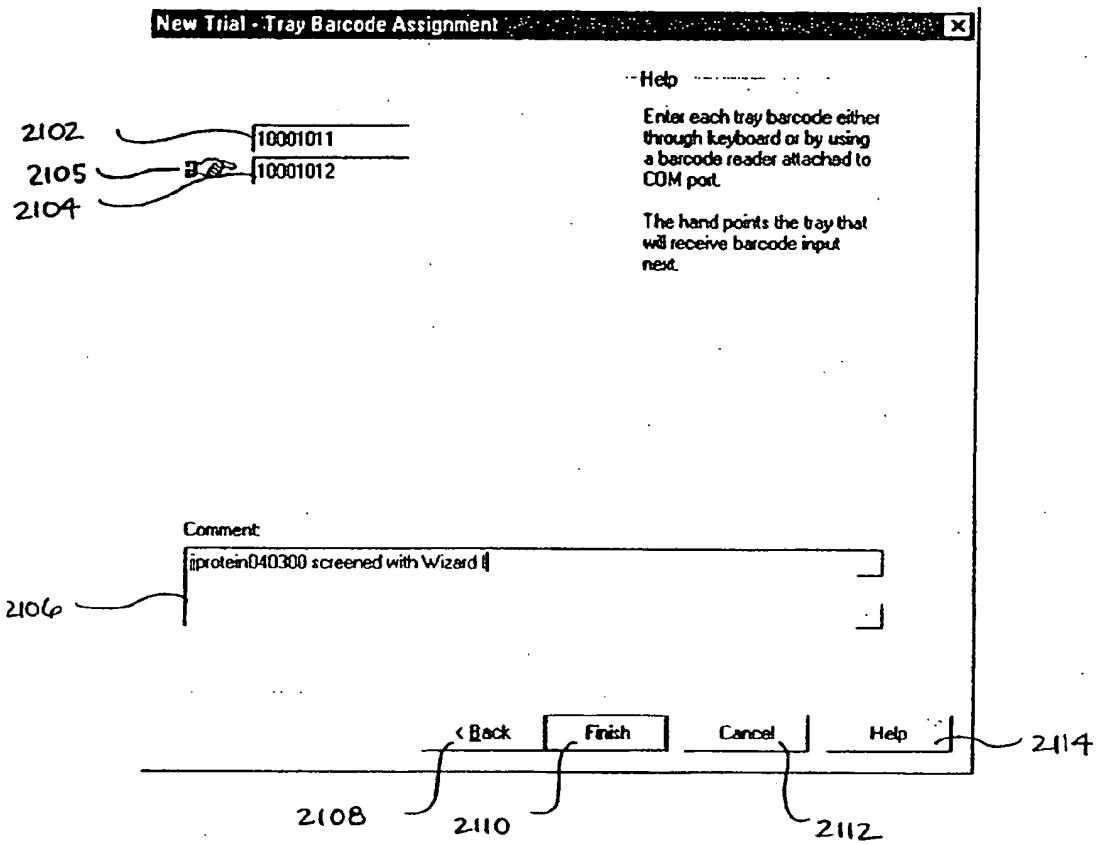 New Trial - Tray Barcode Assignment
Help
Enter each tray barcode either
through keyboard or by using
a barcode reader attached to
COM port.
The hand points the tray that
will receive barcode input
next.
2102
10001011
2105
10001012
2104
Comment:
screened with Wizard
2106
< Back
Finish
Cancel
Help
2114
2108
2110
2112